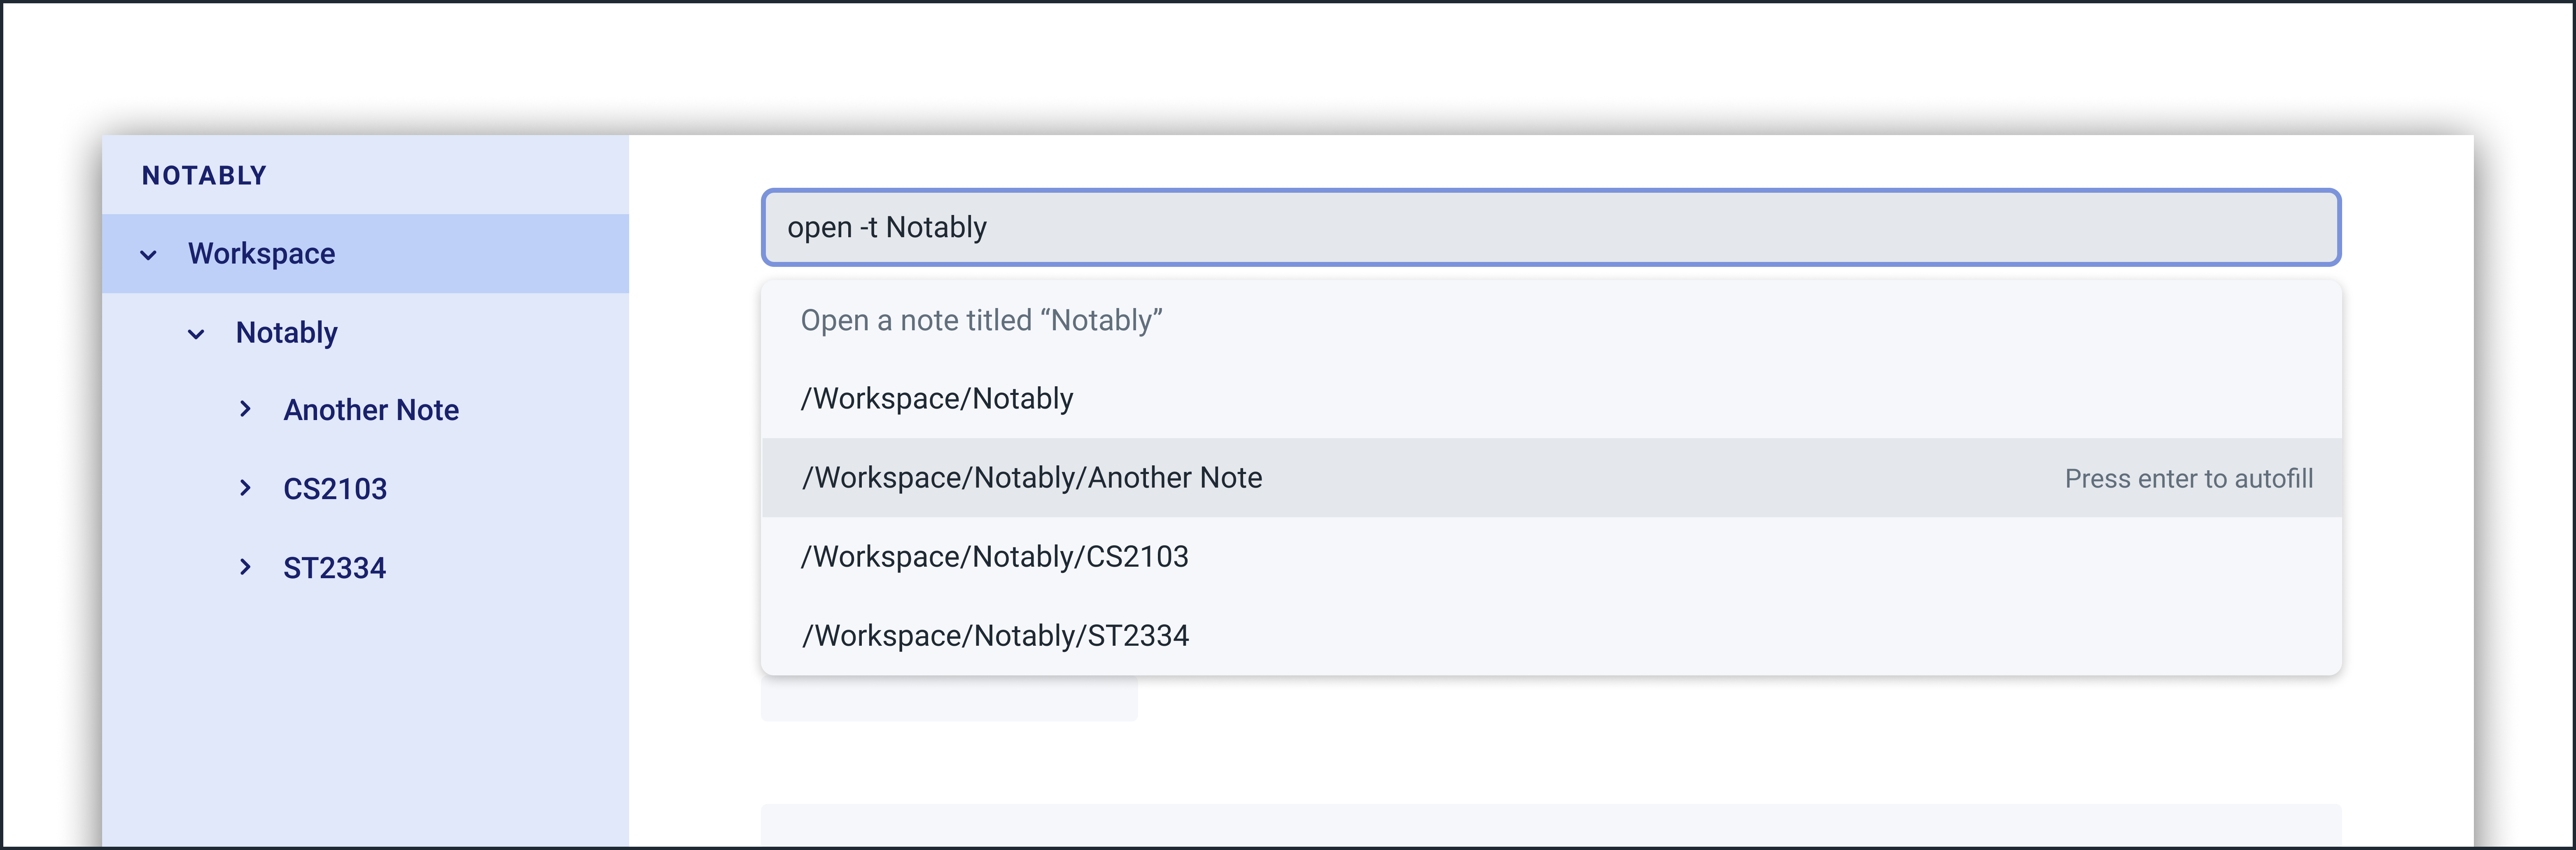 NOTABLY
Workspace
Notably
Another Note
CS2103
ST2334
open -t Notably
Open a note titled “Notably”
/Workspace/Notably
/Workspace/Notably/Another Note Press enter to autofill
/Workspace/Notably/CS2103
/Workspace/Notably/ST2334